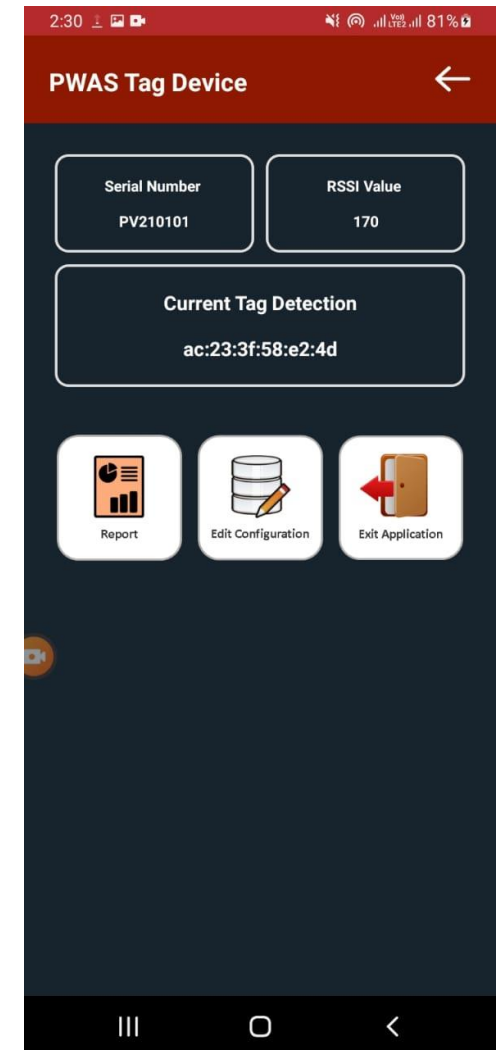 2:30 81%
PWAS Tag Device
Serial Number
PV210101
RSSI Value
170
Current Tag Detection
ac:23:3f:58:e2:4d
Report
Edit Configuration
Exit Application